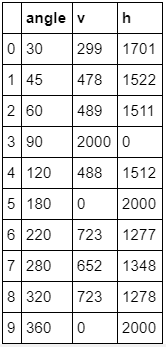 angle v h
0 30 299 1701
1 45 478 1522
2 60 489 1511
3 90 2000 0
4 120 488 1512
5 180 0 2000
6 220 723 1277
7 280 652 1348
8 320 723 1278
9 360 0 2000